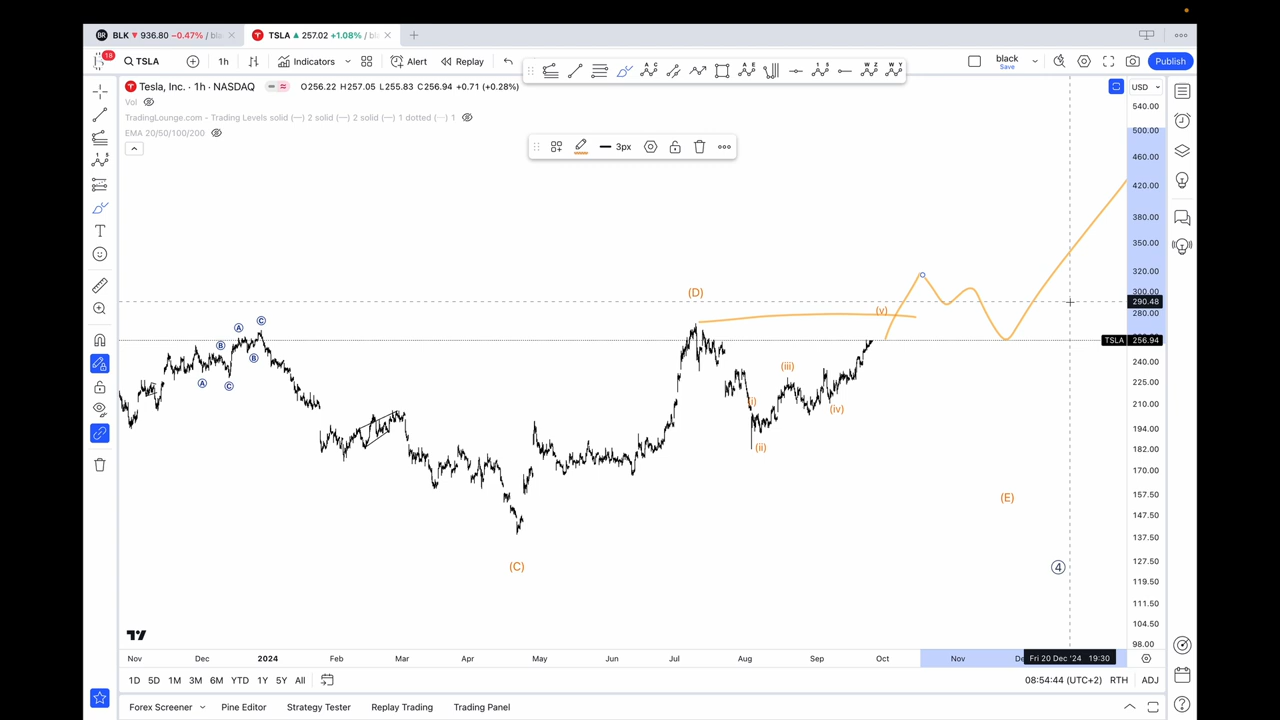 BLK 936.80 −0.47% / bla
TSLA 257.02 +1.08% / bl
18
TSLA
1h
Indicators
Alert
Replay
black
Save
Publish
Tesla, Inc. · 1h · NASDAQ
O256.22 H257.05 L255.83 C256.94 +0.71 (+0.28%)
USD
Vol
TradingLounge.com - Trading Levels solid (—) 2 solid (—) 2 solid (—) 1 dotted (···) 1
EMA 20/50/100/200
3px
540.00
500.00
460.00
420.00
380.00
350.00
320.00
300.00
290.48
280.00
TSLA 256.94
240.00
225.00
210.00
194.00
182.00
170.00
157.50
147.50
137.50
127.50
119.50
111.50
104.50
98.00
A
B
C
A
B
C
(C)
(D)
(i)
(ii)
(iii)
(iv)
(v)
(E)
4
Nov
Dec
2024
Feb
Mar
Apr
May
Jun
Jul
Aug
Sep
Oct
Nov
Fri 20 Dec '24 19:30
1D 5D 1M 3M 6M YTD 1Y 5Y All
08:54:44 (UTC+2) RTH ADJ
Forex Screener
Pine Editor
Strategy Tester
Replay Trading
Trading Panel